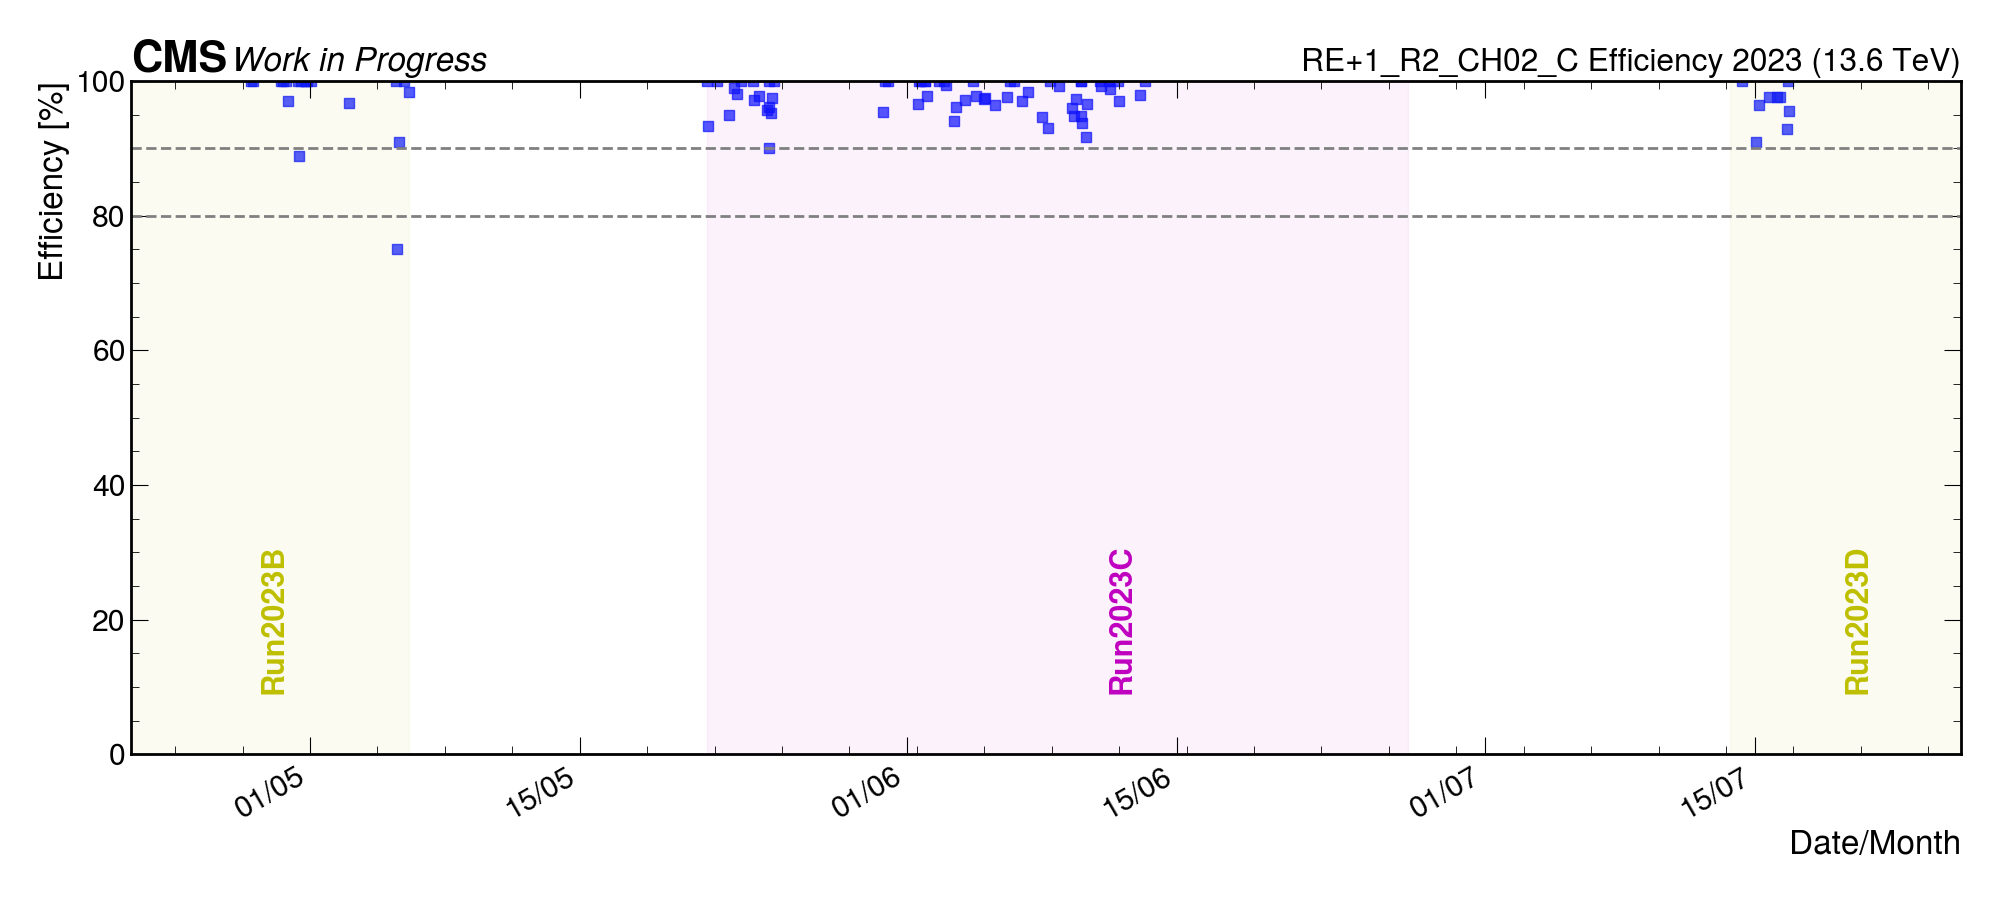 CMS Work in Progress
RE+1_R2_CH02_C Efficiency 2023 (13.6 TeV)
Efficiency [%]
100
80
60
40
20
0
Run2023B
Run2023C
Run2023D
01/05
15/05
01/06
15/06
01/07
15/07
Date/Month